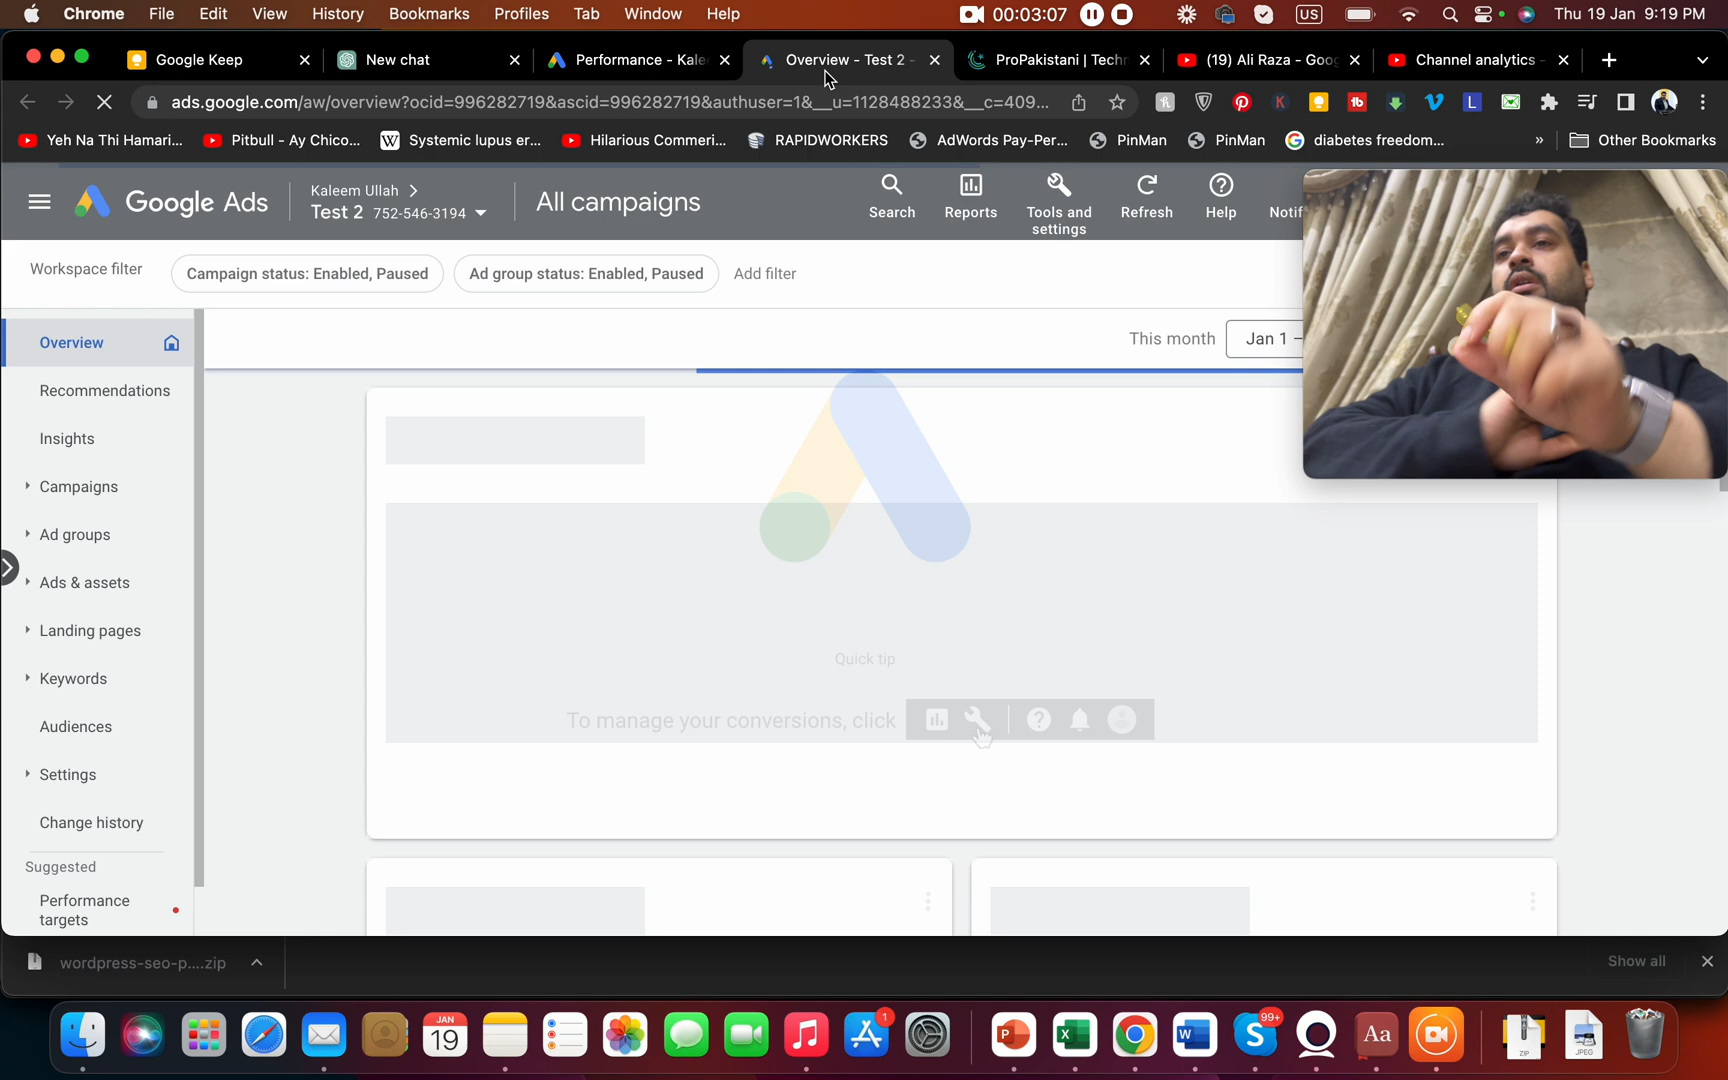 Chrome File Edit View History Bookmarks Profiles Tab Window Help 00:03:07 US Thu 19 Jan 9:19 PM
Google Keep New chat Performance - Kale Overview - Test 2 - ProPakistani | Techn (19) Ali Raza - Goog Channel analytics -
ads.google.com/aw/overview?ocid=996282719&ascid=996282719&authuser=1&__u=1128488233&__c=409...
Yeh Na Thi Hamari... Pitbull - Ay Chico... Systemic lupus er... Hilarious Commeri... RAPIDWORKERS AdWords Pay-Per... PinMan PinMan diabetes freedom... » Other Bookmarks
Google Ads
Kaleem Ullah
Test 2 752-546-3194
All campaigns
Search Reports Tools and settings Refresh Help Notif
Workspace filter Campaign status: Enabled, Paused Ad group status: Enabled, Paused Add filter
This month Jan 1 –
Overview
Recommendations
Insights
Campaigns
Ad groups
Ads & assets
Landing pages
Keywords
Audiences
Settings
Change history
Suggested
Performance
targets
Quick tip
To manage your conversions, click
wordpress-seo-p....zip Show all
JAN
19
1
99+
Aa
ZIP
JPEG